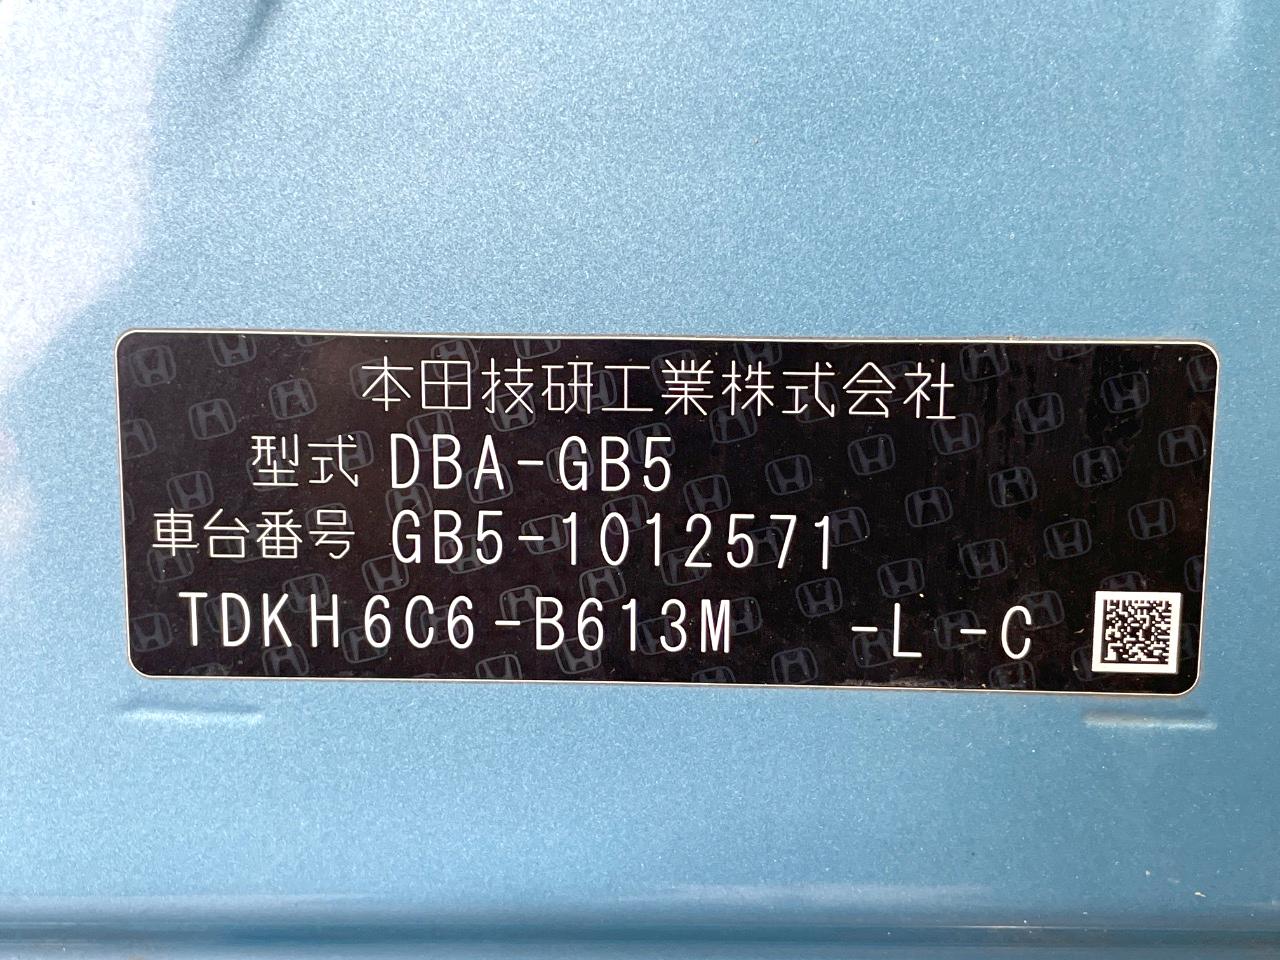 本田技研工業株式会社
型式 DBA-GB5
車台番号 GB5-1012571
TDKH6C6-B613M -L -C